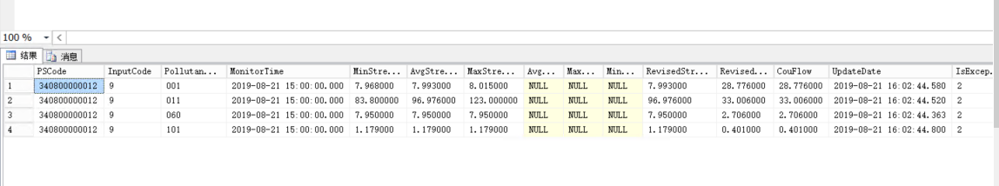 100 %
结果 消息
PSCode InputCode Pollutan... MonitorTime MinStre... AvgStre... MaxStre... Avg... Max... Min... RevisedStr... Revised... CouFlow UpdateDate IsExcep.
1 340800000012 9 001 2019-08-21 15:00:00.000 7.968000 7.993000 8.015000 NULL NULL NULL 7.993000 28.776000 28.776000 2019-08-21 16:02:44.580 2
2 340800000012 9 011 2019-08-21 15:00:00.000 83.800000 96.976000 123.000000 NULL NULL NULL 96.976000 33.006000 33.006000 2019-08-21 16:02:44.520 2
3 340800000012 9 060 2019-08-21 15:00:00.000 7.950000 7.950000 7.950000 NULL NULL NULL 7.950000 2.706000 2.706000 2019-08-21 16:02:44.363 2
4 340800000012 9 101 2019-08-21 15:00:00.000 1.179000 1.179000 1.179000 NULL NULL NULL 1.179000 0.401000 0.401000 2019-08-21 16:02:44.800 2